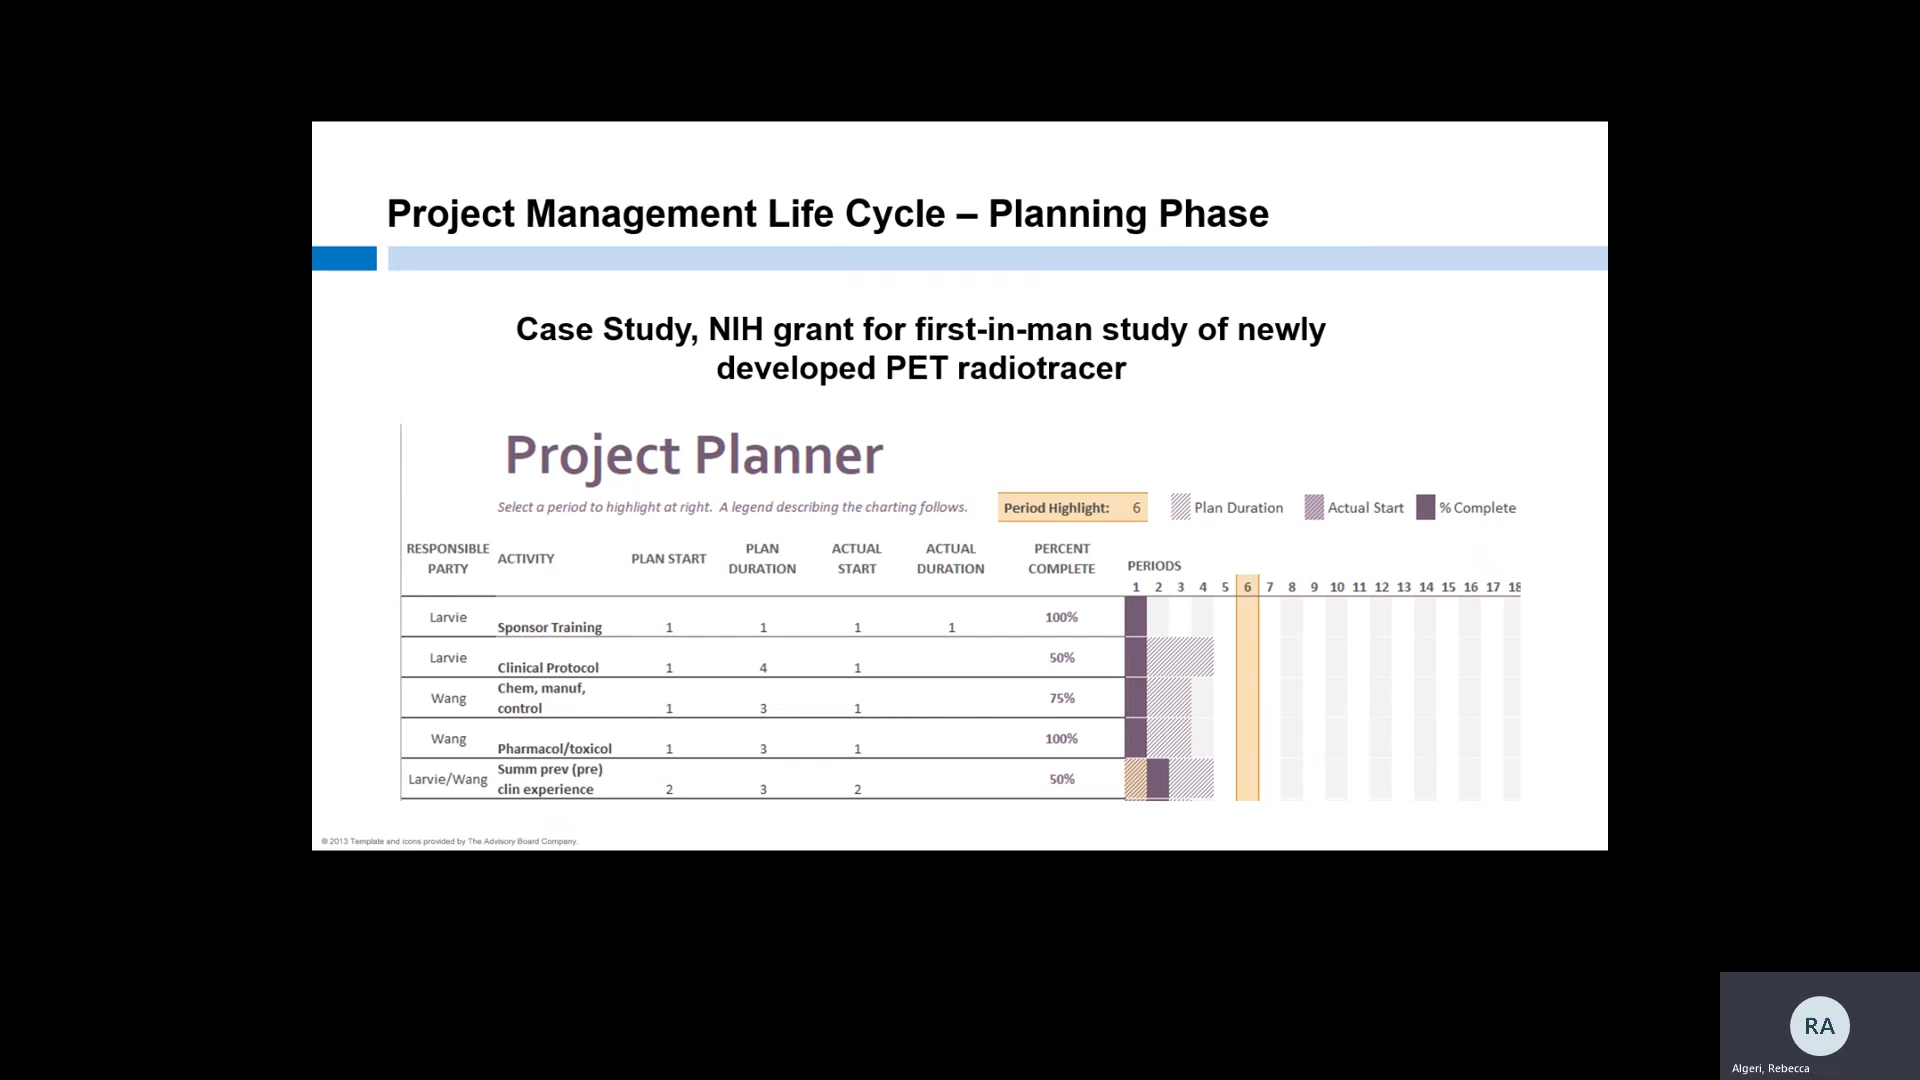 Project Management Life Cycle – Planning Phase
Case Study, NIH grant for first-in-man study of newly
developed PET radiotracer
Project Planner
Select a period to highlight at right. A legend describing the charting follows.
Period Highlight: 6
Plan Duration
Actual Start
% Complete
RESPONSIBLE PARTY ACTIVITY PLAN START PLAN DURATION ACTUAL START ACTUAL DURATION PERCENT COMPLETE PERIODS
1 2 3 4 5 6 7 8 9 10 11 12 13 14 15 16 17 18
Larvie Sponsor Training 1 1 1 1 100%
Larvie Clinical Protocol 1 4 1 50%
Wang Chem, manuf, control 1 3 1 75%
Wang Pharmacol/toxicol 1 3 1 100%
Larvie/Wang Summ prev (pre) clin experience 2 3 2 50%
© 2013 Template and icons provided by The Advisory Board Company.
RA
Algeri, Rebecca